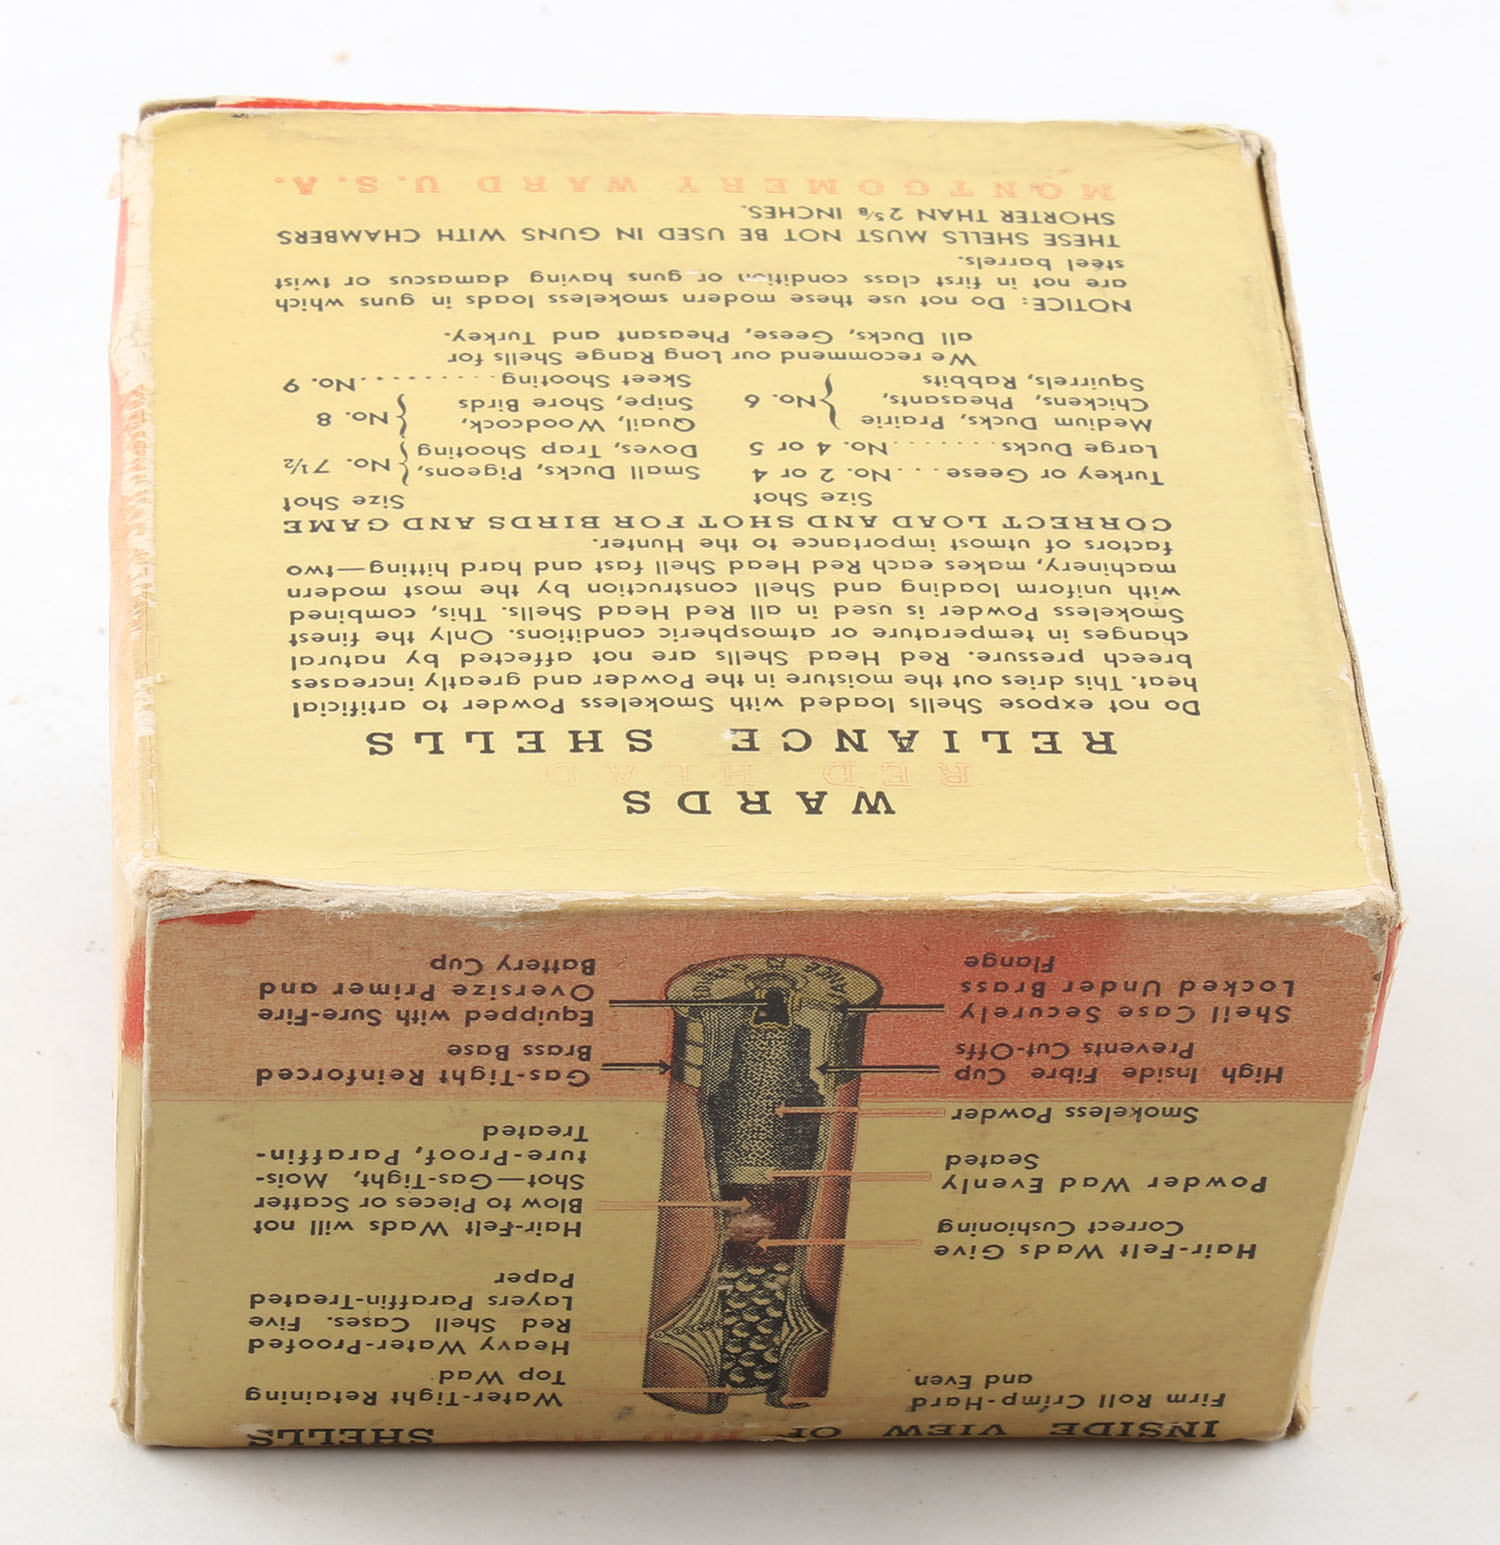 WARDS
RED HEAD
RELIANCE SHELLS
Do not expose Shells loaded with Smokeless Powder to artificial
heat. This dries out the moisture in the Powder and greatly increases
breech pressure. Red Head Shells are not affected by natural
changes in temperature or atmospheric conditions. Only the finest
Smokeless Powder is used in all Red Head Shells. This, combined
with uniform loading and Shell construction by the most modern
machinery, makes each Red Head Shell fast and hard hitting—two
factors of utmost importance to the Hunter.
CORRECT LOAD AND SHOT FOR BIRDS AND GAME
Size Shot
Turkey or Geese . . . . No. 2 or 4
Large Ducks . . . . . . . . . No. 4 or 5
Medium Ducks, Prairie
Chickens, Pheasants, } No. 6
Squirrels, Rabbits
Size Shot
Small Ducks, Pigeons, } No. 7½
Doves, Trap Shooting
Quail, Woodcock, } No. 8
Snipe, Shore Birds
Skeet Shooting . . . . . . . . . . No. 9
We recommend our Long Range Shells for
all Ducks, Geese, Pheasant and Turkey.
NOTICE: Do not use these modern smokeless loads in guns which
are not in first class condition or guns having damascus or twist
steel barrels.
THESE SHELLS MUST NOT BE USED IN GUNS WITH CHAMBERS
SHORTER THAN 2⅝ INCHES.
MONTGOMERY WARD U.S.A.
INSIDE VIEW OF RED HEAD SHELLS
Firm Roll Crimp-Hard
and Even
Hair-Felt Wads Give
Correct Cushioning
Powder Wad Evenly
Seated
Smokeless Powder
High Inside Fibre Cup
Prevents Cut-Offs
Shell Case Securely
Locked Under Brass
Flange
Water-Tight Retaining
Top Wad
Heavy Water-Proofed
Red Shell Cases. Five
Layers Paraffin-Treated
Paper
Hair-Felt Wads will not
Blow to Pieces or Scatter
Shot—Gas-Tight, Mois-
ture-Proof, Paraffin-
Treated
Gas-Tight Reinforced
Brass Base
Equipped with Sure-Fire
Oversize Primer and
Battery Cup